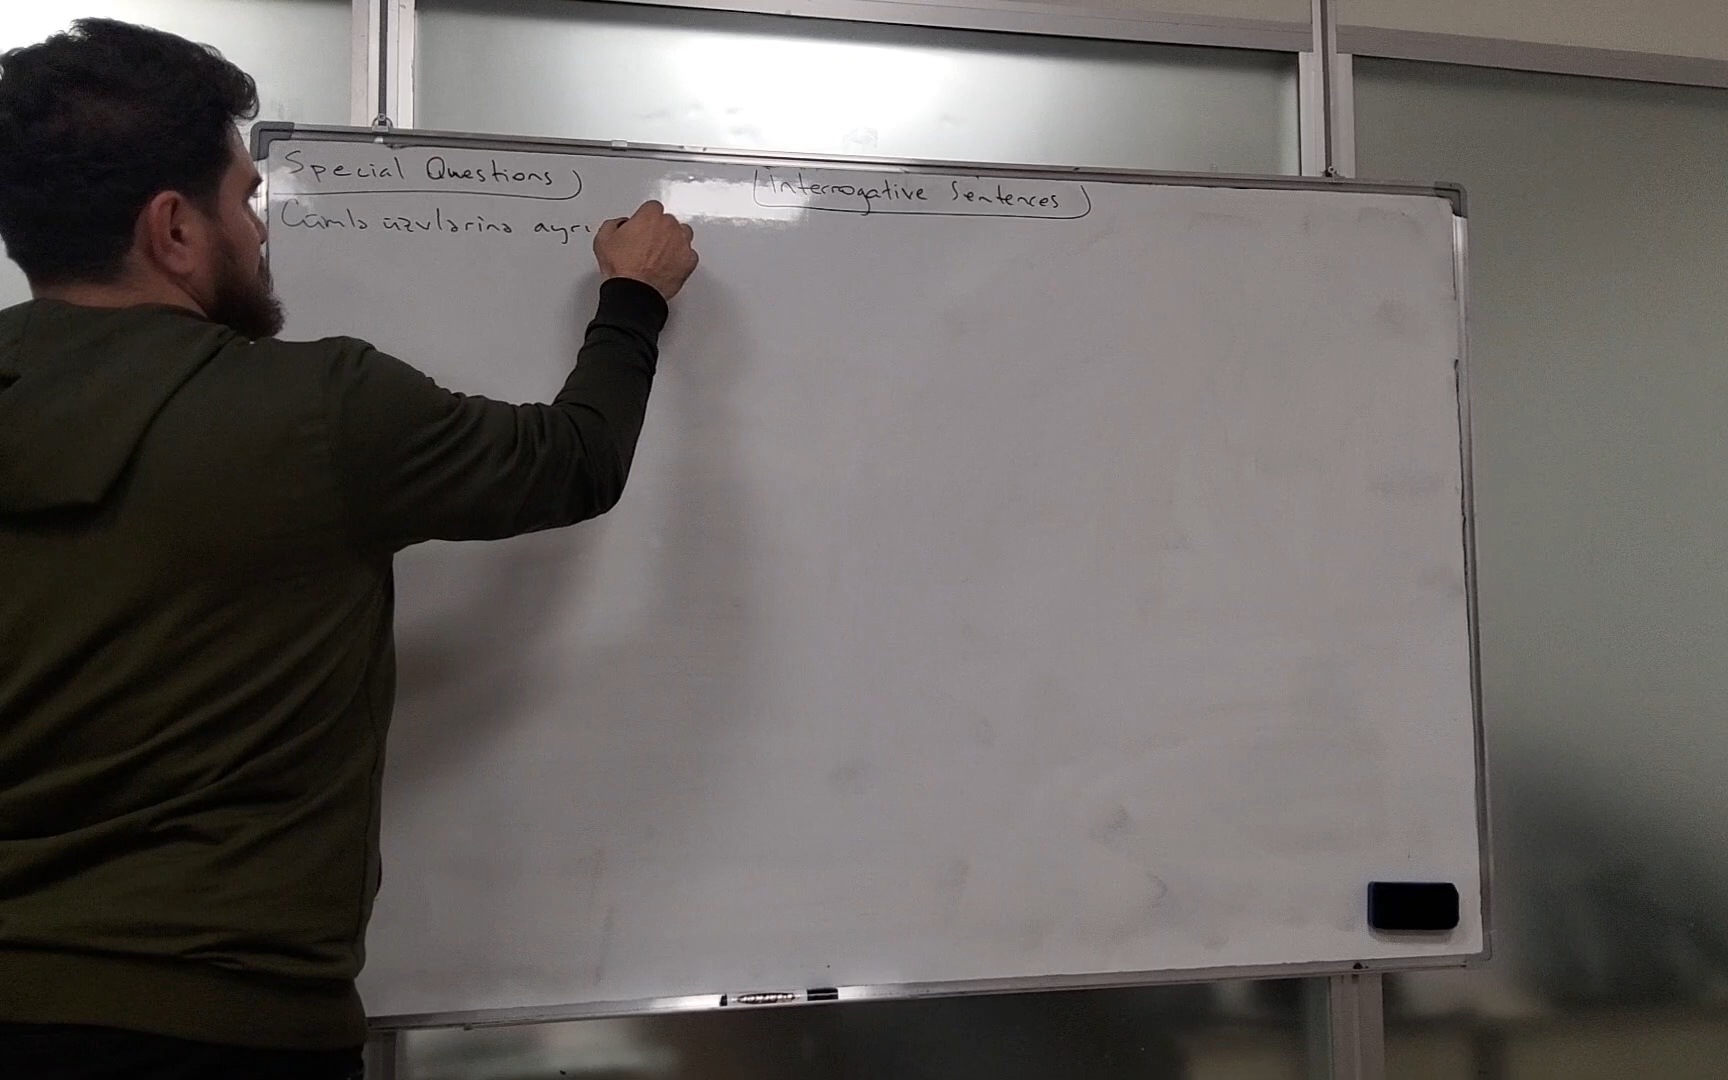 Special Questions
Interrogative Sentences
Cümlə üzvlərinə